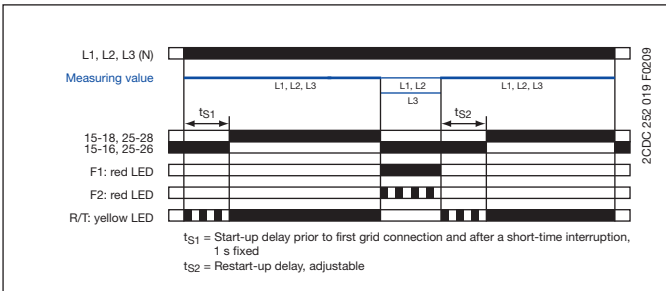 L1, L2, L3 (N)
Measuring value
L1, L2, L3
L1, L2
L3
L1, L2, L3
tS1
tS2
15-18, 25-28
15-16, 25-26
F1: red LED
F2: red LED
R/T: yellow LED
tS1 = Start-up delay prior to first grid connection and after a short-time interruption,
1 s fixed
tS2 = Restart-up delay, adjustable
2CDC 252 019 F0209